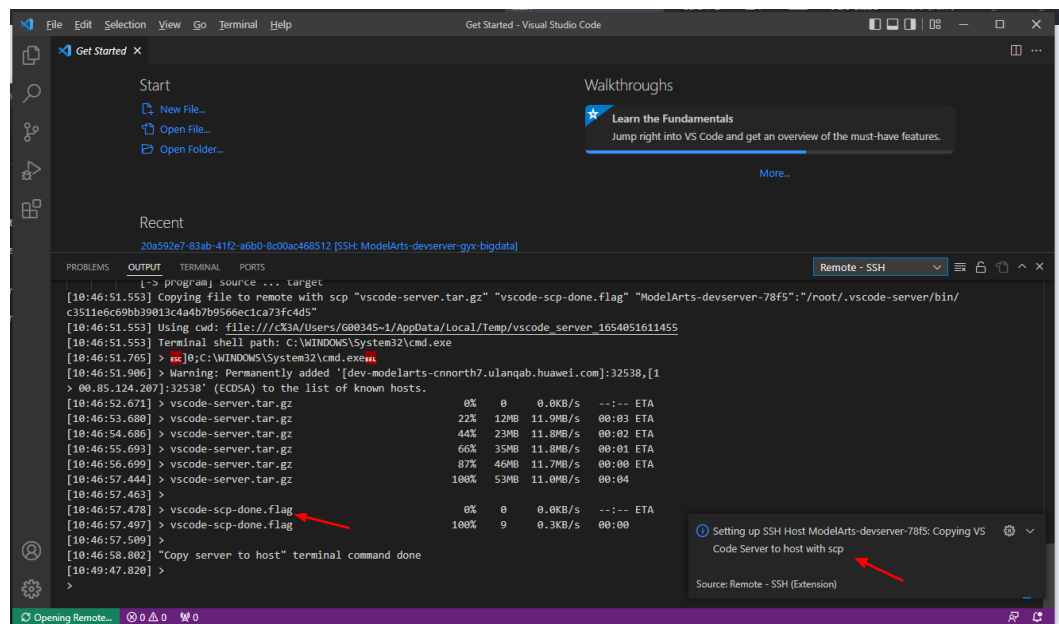 File Edit Selection View Go Terminal Help
Get Started - Visual Studio Code
Get Started
Start
New File...
Open File...
Open Folder...
Walkthroughs
Learn the Fundamentals
Jump right into VS Code and get an overview of the must-have features.
More...
Recent
20a592e7-83ab-41f2-a6b0-8c00ac468512 [SSH: ModelArts-devserver-gyx-bigdata]
PROBLEMS OUTPUT TERMINAL PORTS
Remote - SSH
[-S program] source ... target
[10:46:51.553] Copying file to remote with scp "vscode-server.tar.gz" "vscode-scp-done.flag" "ModelArts-devserver-78f5":"/root/.vscode-server/bin/
c3511e6c69bb39013c4a4b7b9566ec1ca73fc4d5"
[10:46:51.553] Using cwd: file:///c%3A/Users/G00345~1/AppData/Local/Temp/vscode_server_1654051611455
[10:46:51.553] Terminal shell path: C:\WINDOWS\System32\cmd.exe
[10:46:51.765] > ESC]0;C:\WINDOWS\System32\cmd.exeBEL
[10:46:51.906] > Warning: Permanently added '[dev-modelarts-cnnorth7.ulanqab.huawei.com]:32538,[1
> 00.85.124.207]:32538' (ECDSA) to the list of known hosts.
[10:46:52.671] > vscode-server.tar.gz 0% 0 0.0KB/s --:-- ETA
[10:46:53.680] > vscode-server.tar.gz 22% 12MB 11.9MB/s 00:03 ETA
[10:46:54.686] > vscode-server.tar.gz 44% 23MB 11.8MB/s 00:02 ETA
[10:46:55.693] > vscode-server.tar.gz 66% 35MB 11.8MB/s 00:01 ETA
[10:46:56.699] > vscode-server.tar.gz 87% 46MB 11.7MB/s 00:00 ETA
[10:46:57.444] > vscode-server.tar.gz 100% 53MB 11.0MB/s 00:04
[10:46:57.463] >
[10:46:57.478] > vscode-scp-done.flag 0% 0 0.0KB/s --:-- ETA
[10:46:57.497] > vscode-scp-done.flag 100% 9 0.3KB/s 00:00
[10:46:57.509] >
[10:46:58.802] "Copy server to host" terminal command done
[10:49:47.820] >
>
Setting up SSH Host ModelArts-devserver-78f5: Copying VS
Code Server to host with scp
Source: Remote - SSH (Extension)
Opening Remote... 0 0 0